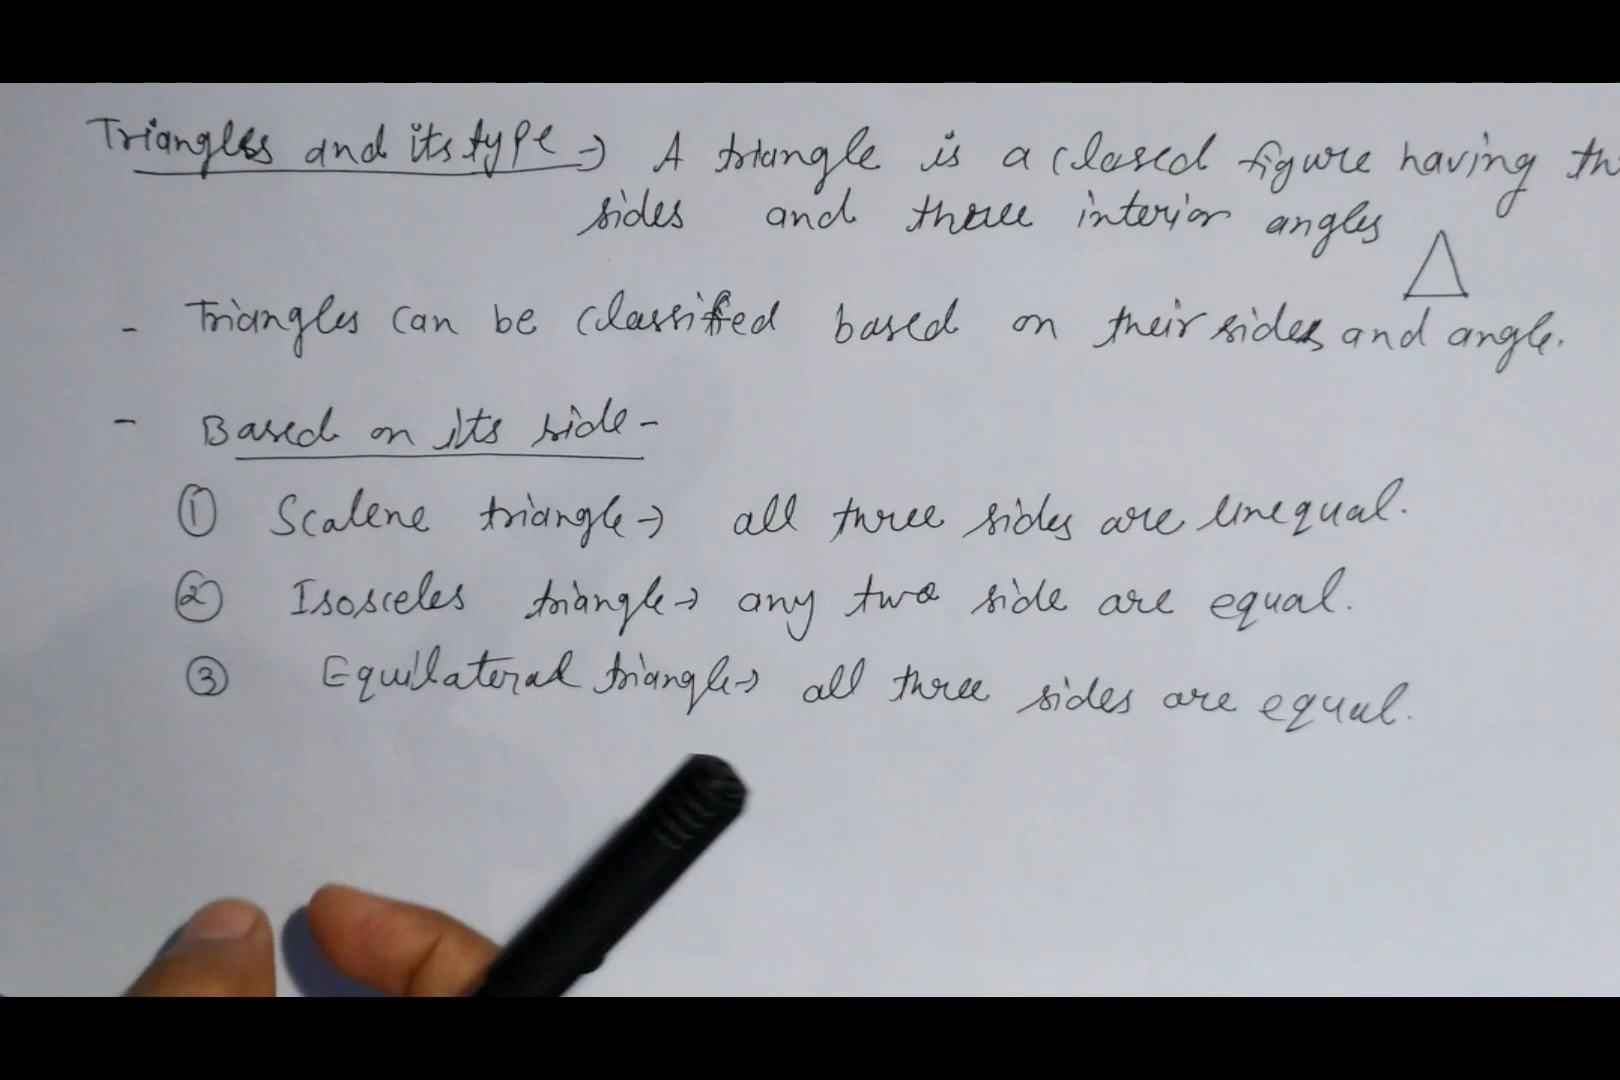 Triangles and its type → A triangle is a closed figure having
sides and three interior angles
- Triangles can be classified based on their sides and angle.
- Based on its side -
① Scalene triangle → all three sides are unequal.
② Isosceles triangle → any two side are equal.
③ Equilateral triangle → all three sides are equal.